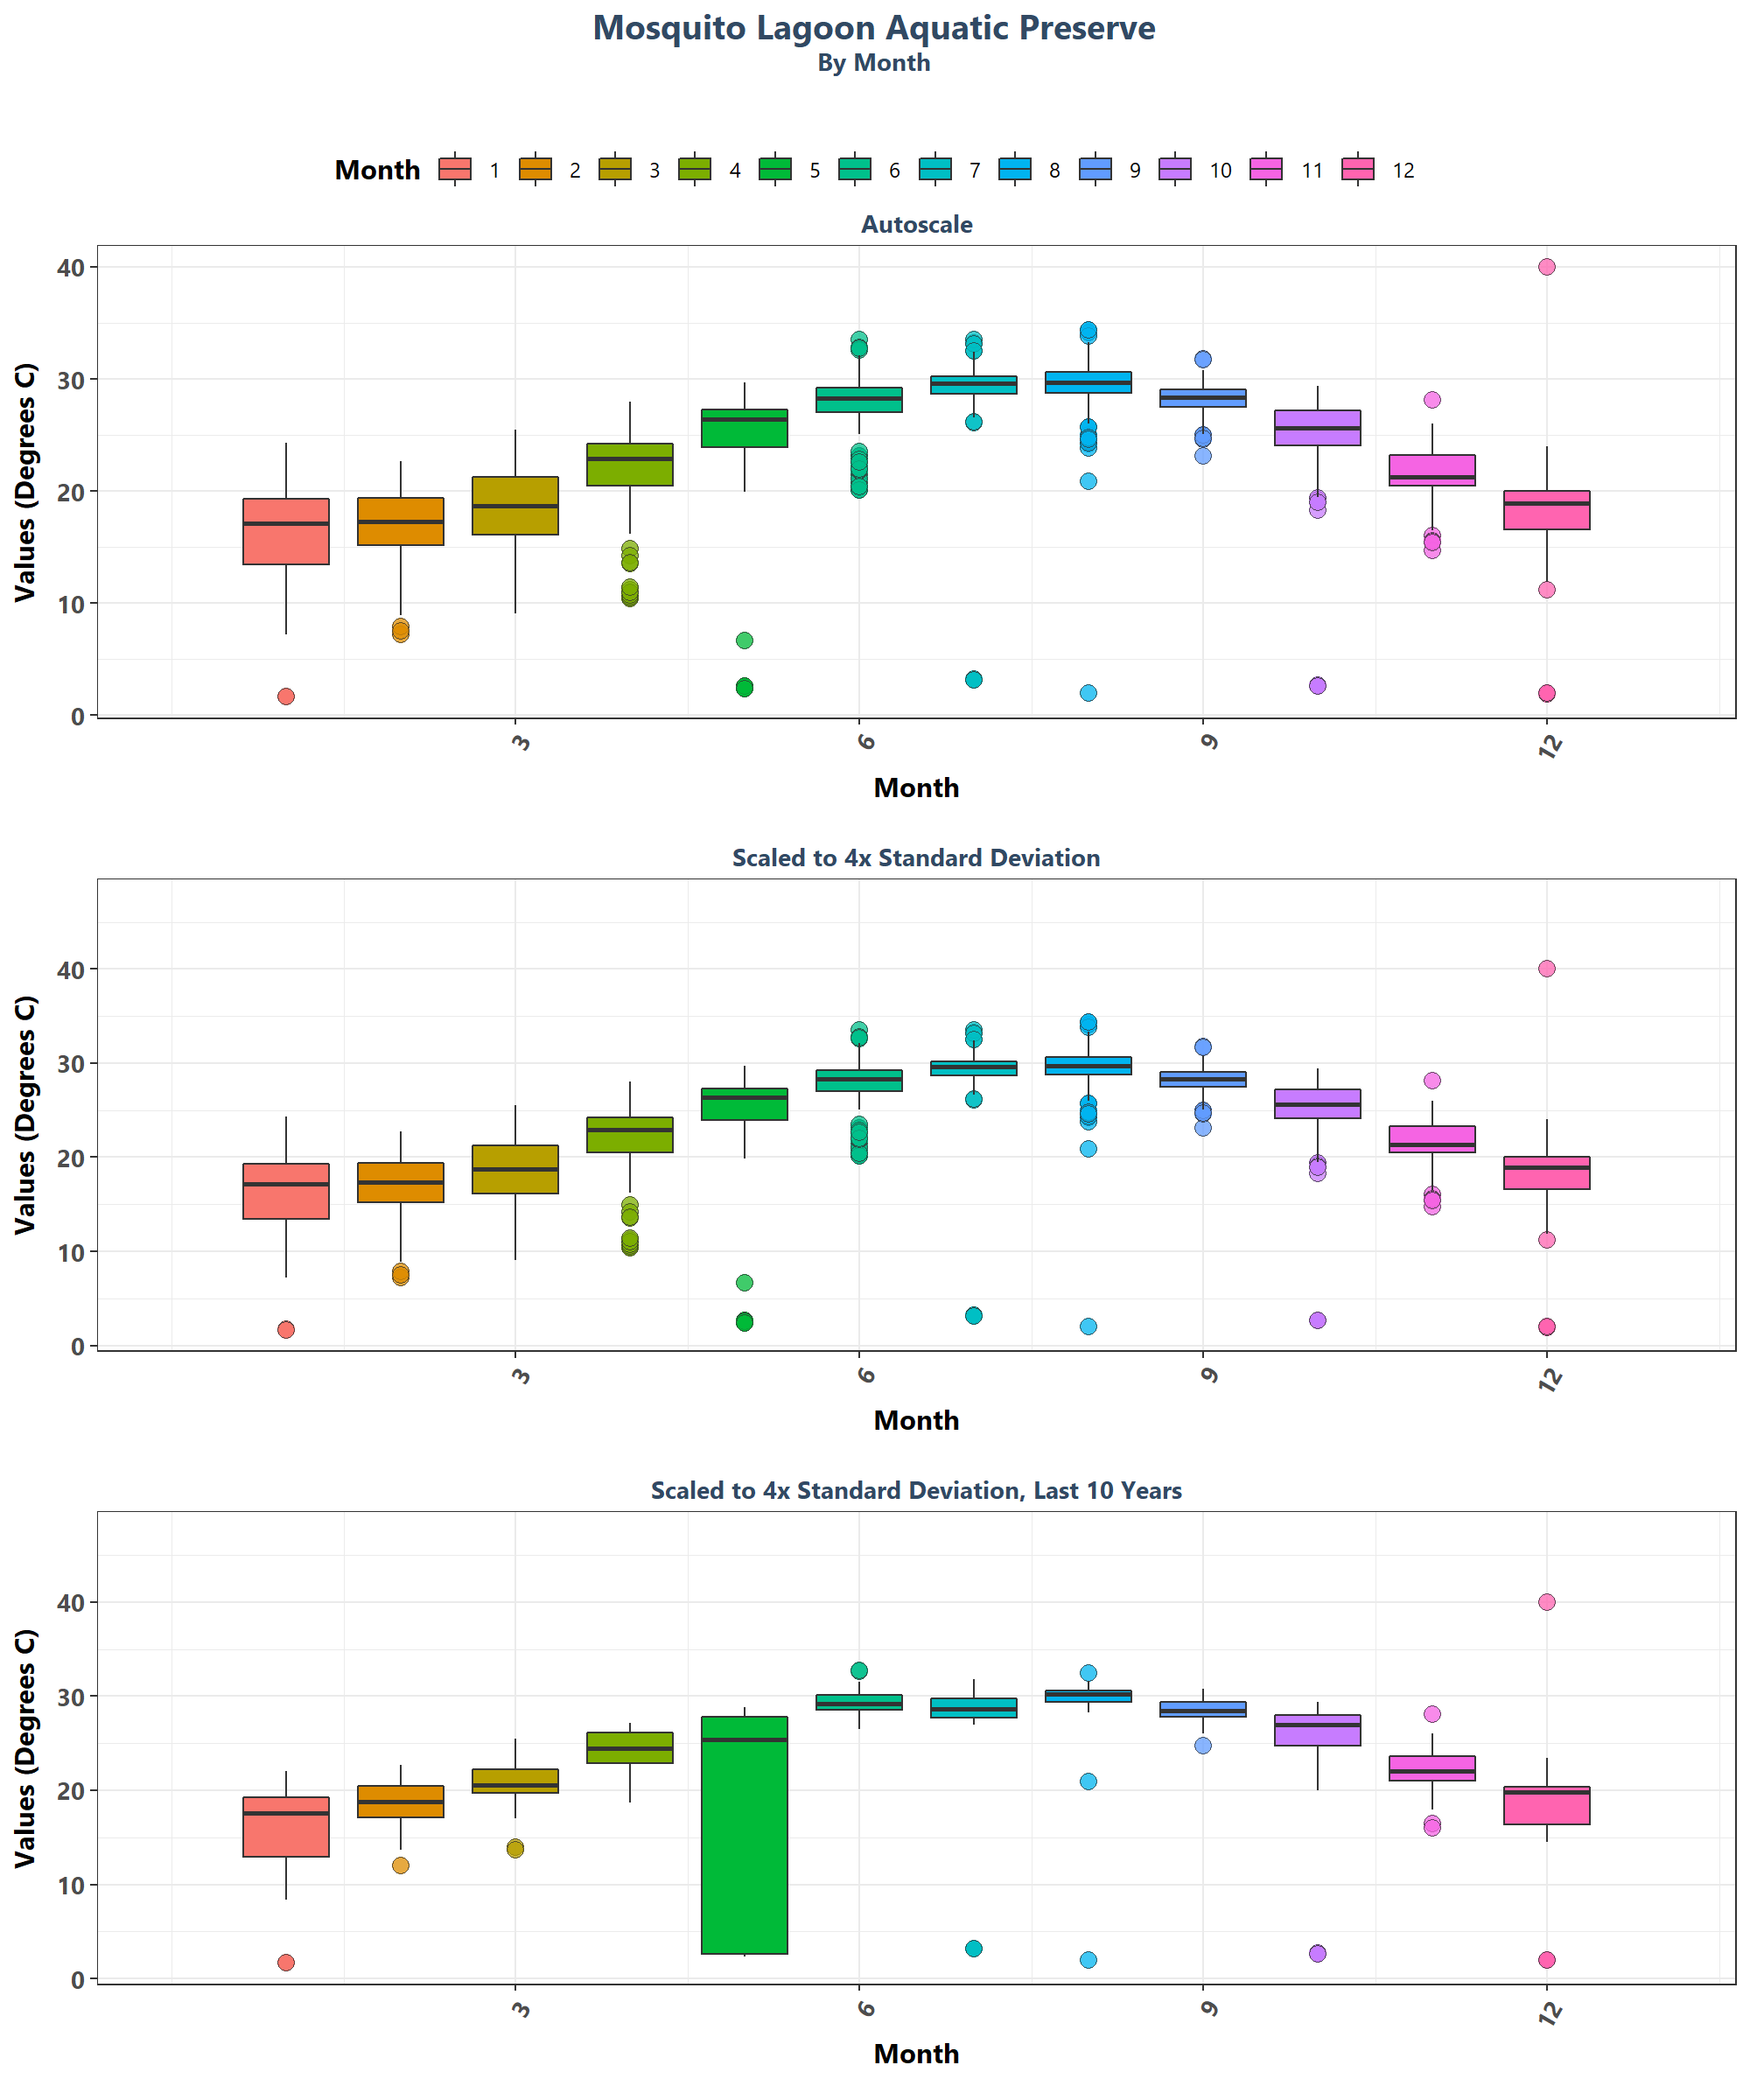 Mosquito Lagoon Aquatic Preserve
By Month
Month 1 2 3 4 5 6 7 8 9 10 11 12
Autoscale
Values (Degrees C)
40
30
20
10
0
3 6 9 12
Month
Scaled to 4x Standard Deviation
Values (Degrees C)
40
30
20
10
0
3 6 9 12
Month
Scaled to 4x Standard Deviation, Last 10 Years
Values (Degrees C)
40
30
20
10
0
3 6 9 12
Month